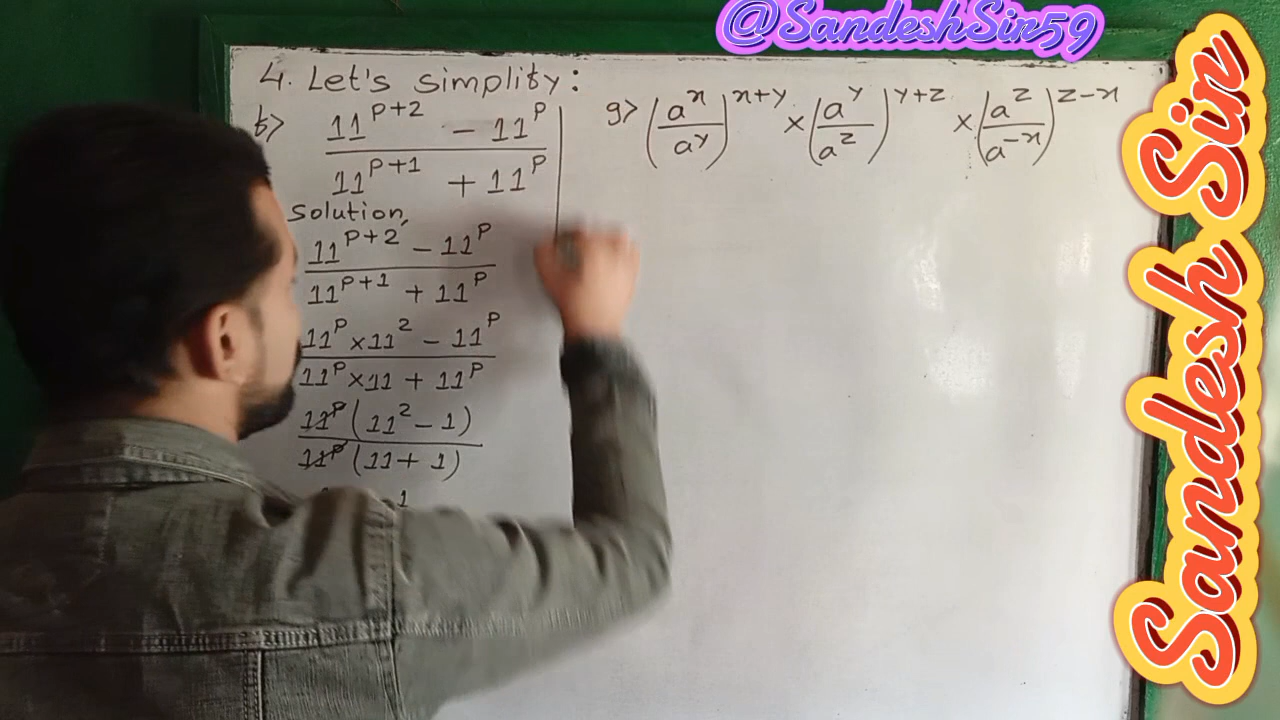 @SandeshSir59
4. Let's simplify:
f> (11^(P+2) − 11^P) / (11^(P+1) + 11^P)
Solution,
(11^(P+2) − 11^P) / (11^(P+1) + 11^P)
(11^P × 11^2 − 11^P) / (11^P × 11 + 11^P)
11^P (11^2 − 1) / 11^P (11 + 1)
g> (a^x / a^y)^(x+y) × (a^y / a^z)^(y+z) × (a^z / a^(−x))^(z−x)
Sandesh Sir